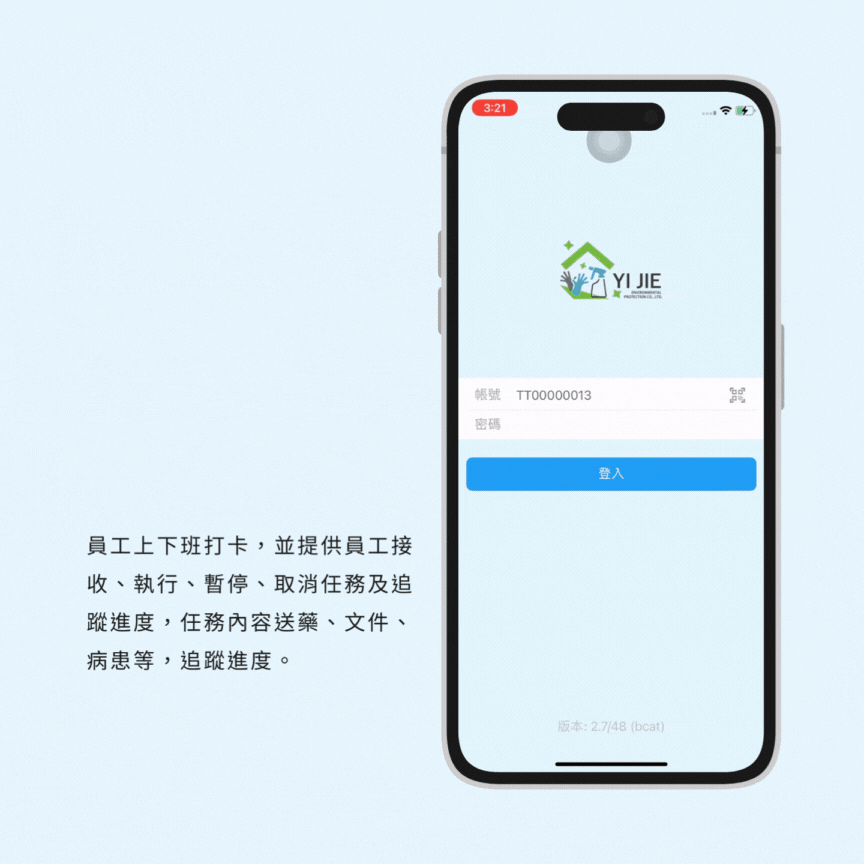 3:21
YI JIE
ENVIRONMENTAL
PROTECTION CO., LTD.
帳號 TT00000013
密碼
登入
員工上下班打卡，並提供員工接
收、執行、暫停、取消任務及追
蹤進度，任務內容送藥、文件、
病患等，追蹤進度。
版本: 2.7/48 (bcat)